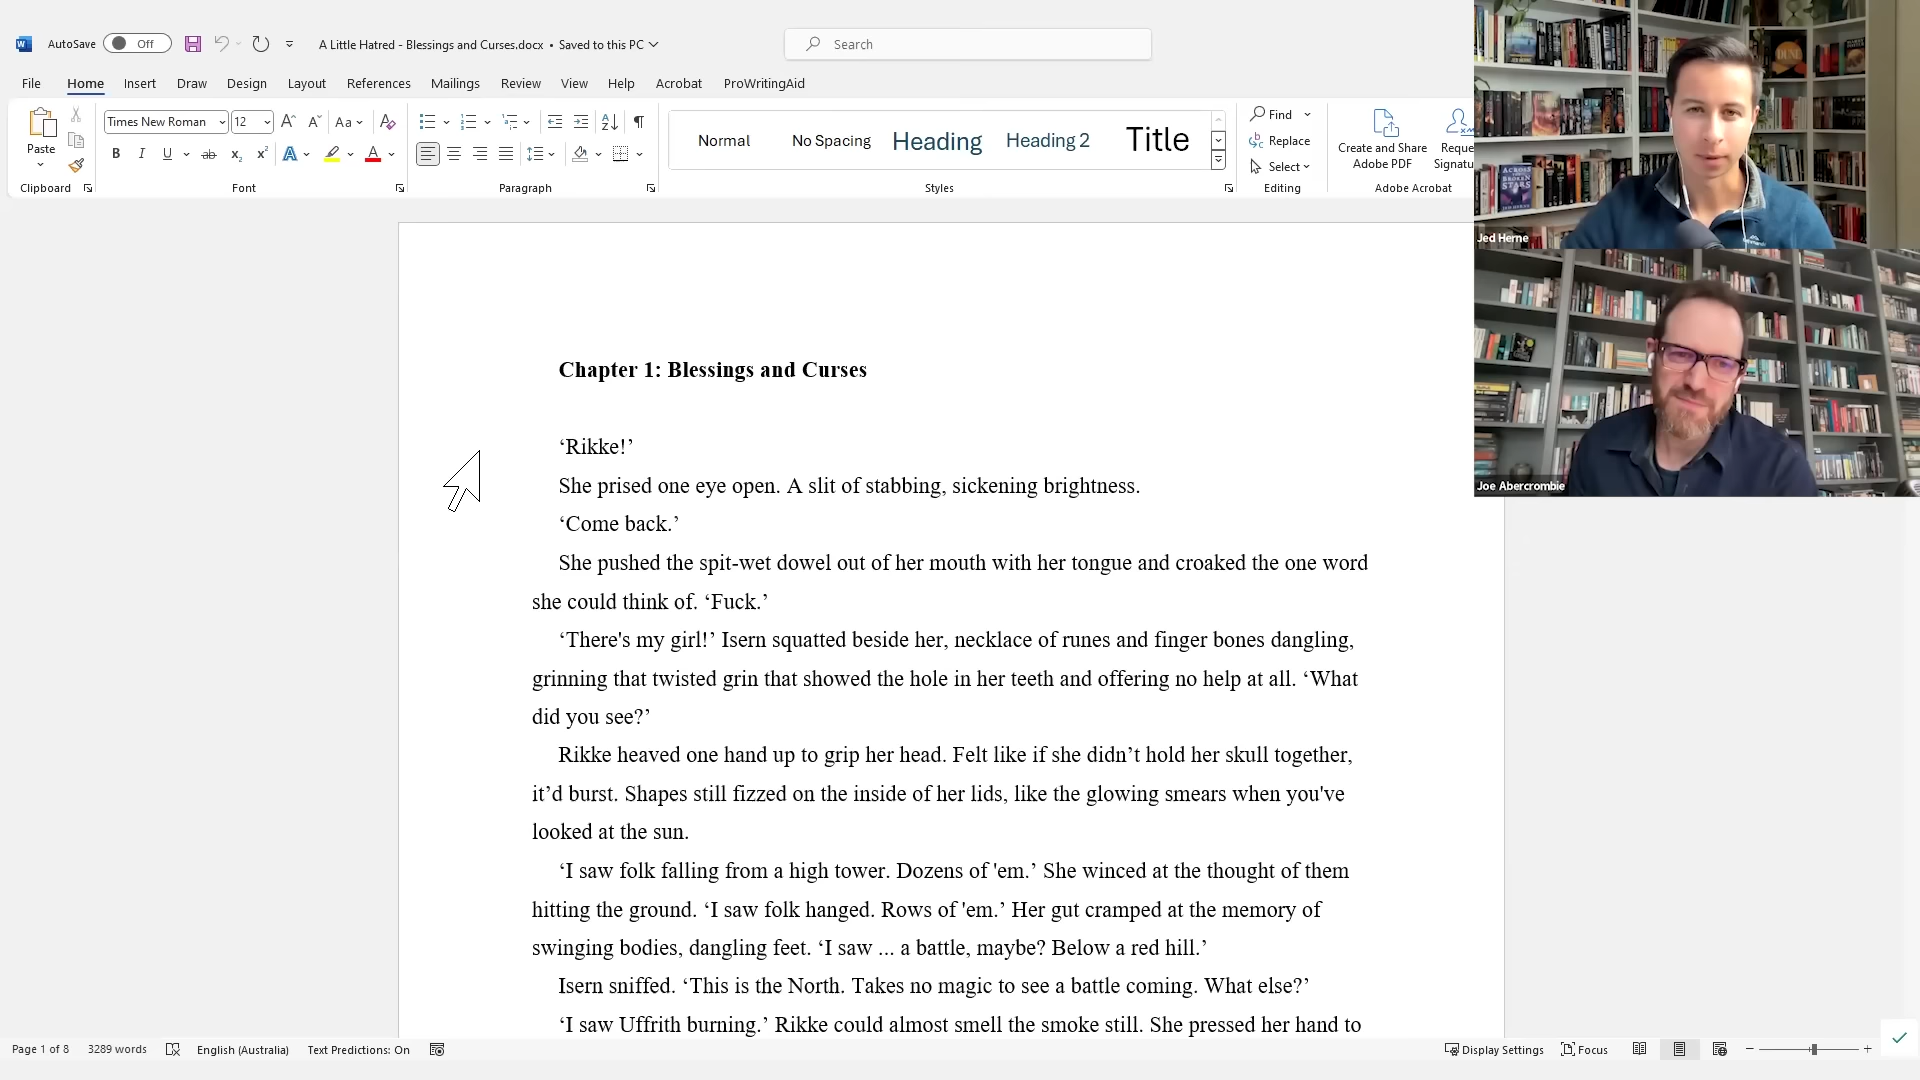 AutoSave Off A Little Hatred - Blessings and Curses.docx • Saved to this PC Search
File Home Insert Draw Design Layout References Mailings Review View Help Acrobat ProWritingAid
Paste
Clipboard
Times New Roman 12 Aa
B I U ab x₂ x² A A
Font
Paragraph
Normal No Spacing Heading Heading 2 Title
Styles
Find
Replace
Select
Editing
Create and Share
Adobe PDF
Reque
Signatu
Adobe Acrobat
ACROSS
BROKEN
STARS
DUNE
Jed Herne
Joe Abercrombie
Chapter 1: Blessings and Curses
‘Rikke!’
She prised one eye open. A slit of stabbing, sickening brightness.
‘Come back.’
She pushed the spit-wet dowel out of her mouth with her tongue and croaked the one word
she could think of. ‘Fuck.’
‘There's my girl!’ Isern squatted beside her, necklace of runes and finger bones dangling,
grinning that twisted grin that showed the hole in her teeth and offering no help at all. ‘What
did you see?’
Rikke heaved one hand up to grip her head. Felt like if she didn’t hold her skull together,
it’d burst. Shapes still fizzed on the inside of her lids, like the glowing smears when you've
looked at the sun.
‘I saw folk falling from a high tower. Dozens of 'em.’ She winced at the thought of them
hitting the ground. ‘I saw folk hanged. Rows of 'em.’ Her gut cramped at the memory of
swinging bodies, dangling feet. ‘I saw ... a battle, maybe? Below a red hill.’
Isern sniffed. ‘This is the North. Takes no magic to see a battle coming. What else?’
‘I saw Uffrith burning.’ Rikke could almost smell the smoke still. She pressed her hand to
Page 1 of 8 3289 words English (Australia) Text Predictions: On Display Settings Focus